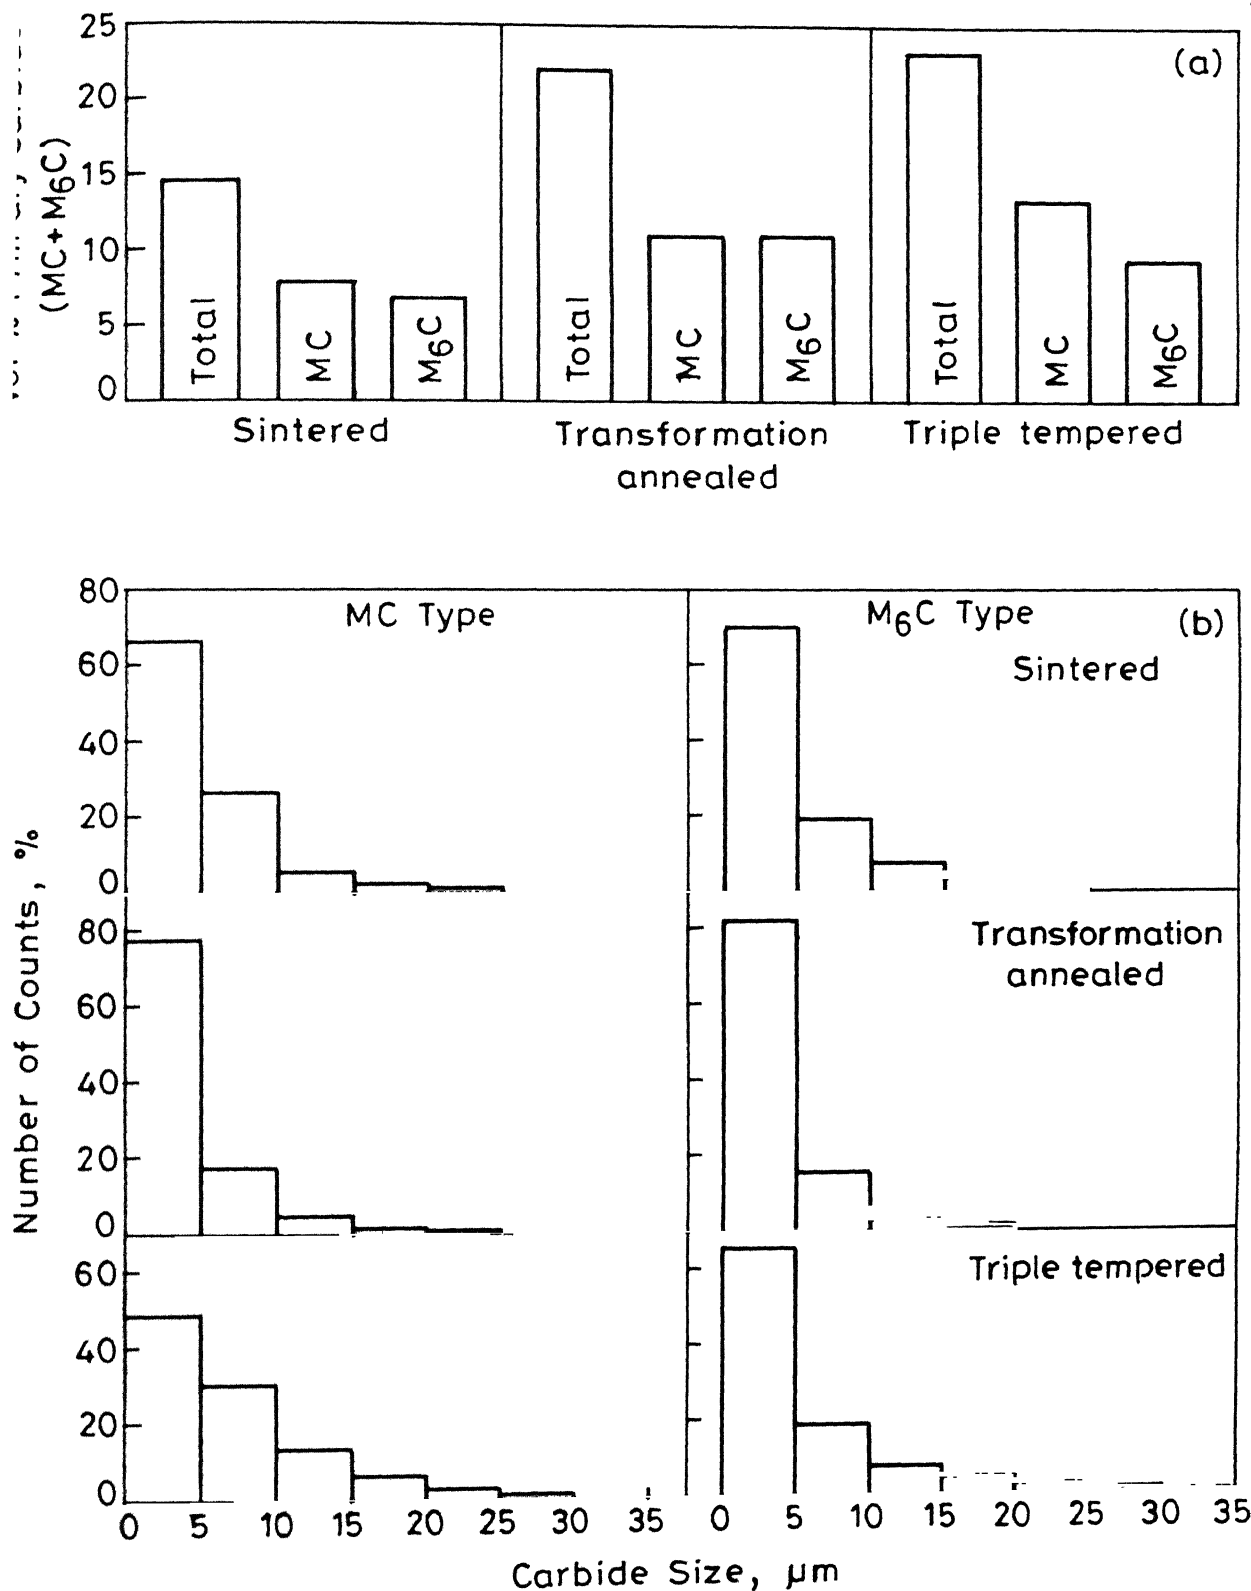 25
20
15
10
5
0
(MC+M6C)
(a)
Total
MC
M6C
Total
MC
M6C
Total
MC
M6C
Sintered
Transformation
annealed
Triple tempered
80
60
40
20
0
MC Type
M6C Type
(b)
Sintered
80
60
40
20
0
Transformation
annealed
60
40
20
0
Triple tempered
Number of Counts, %
0 5 10 15 20 25 30 35
0 5 10 15 20 25 30 35
Carbide Size, μm